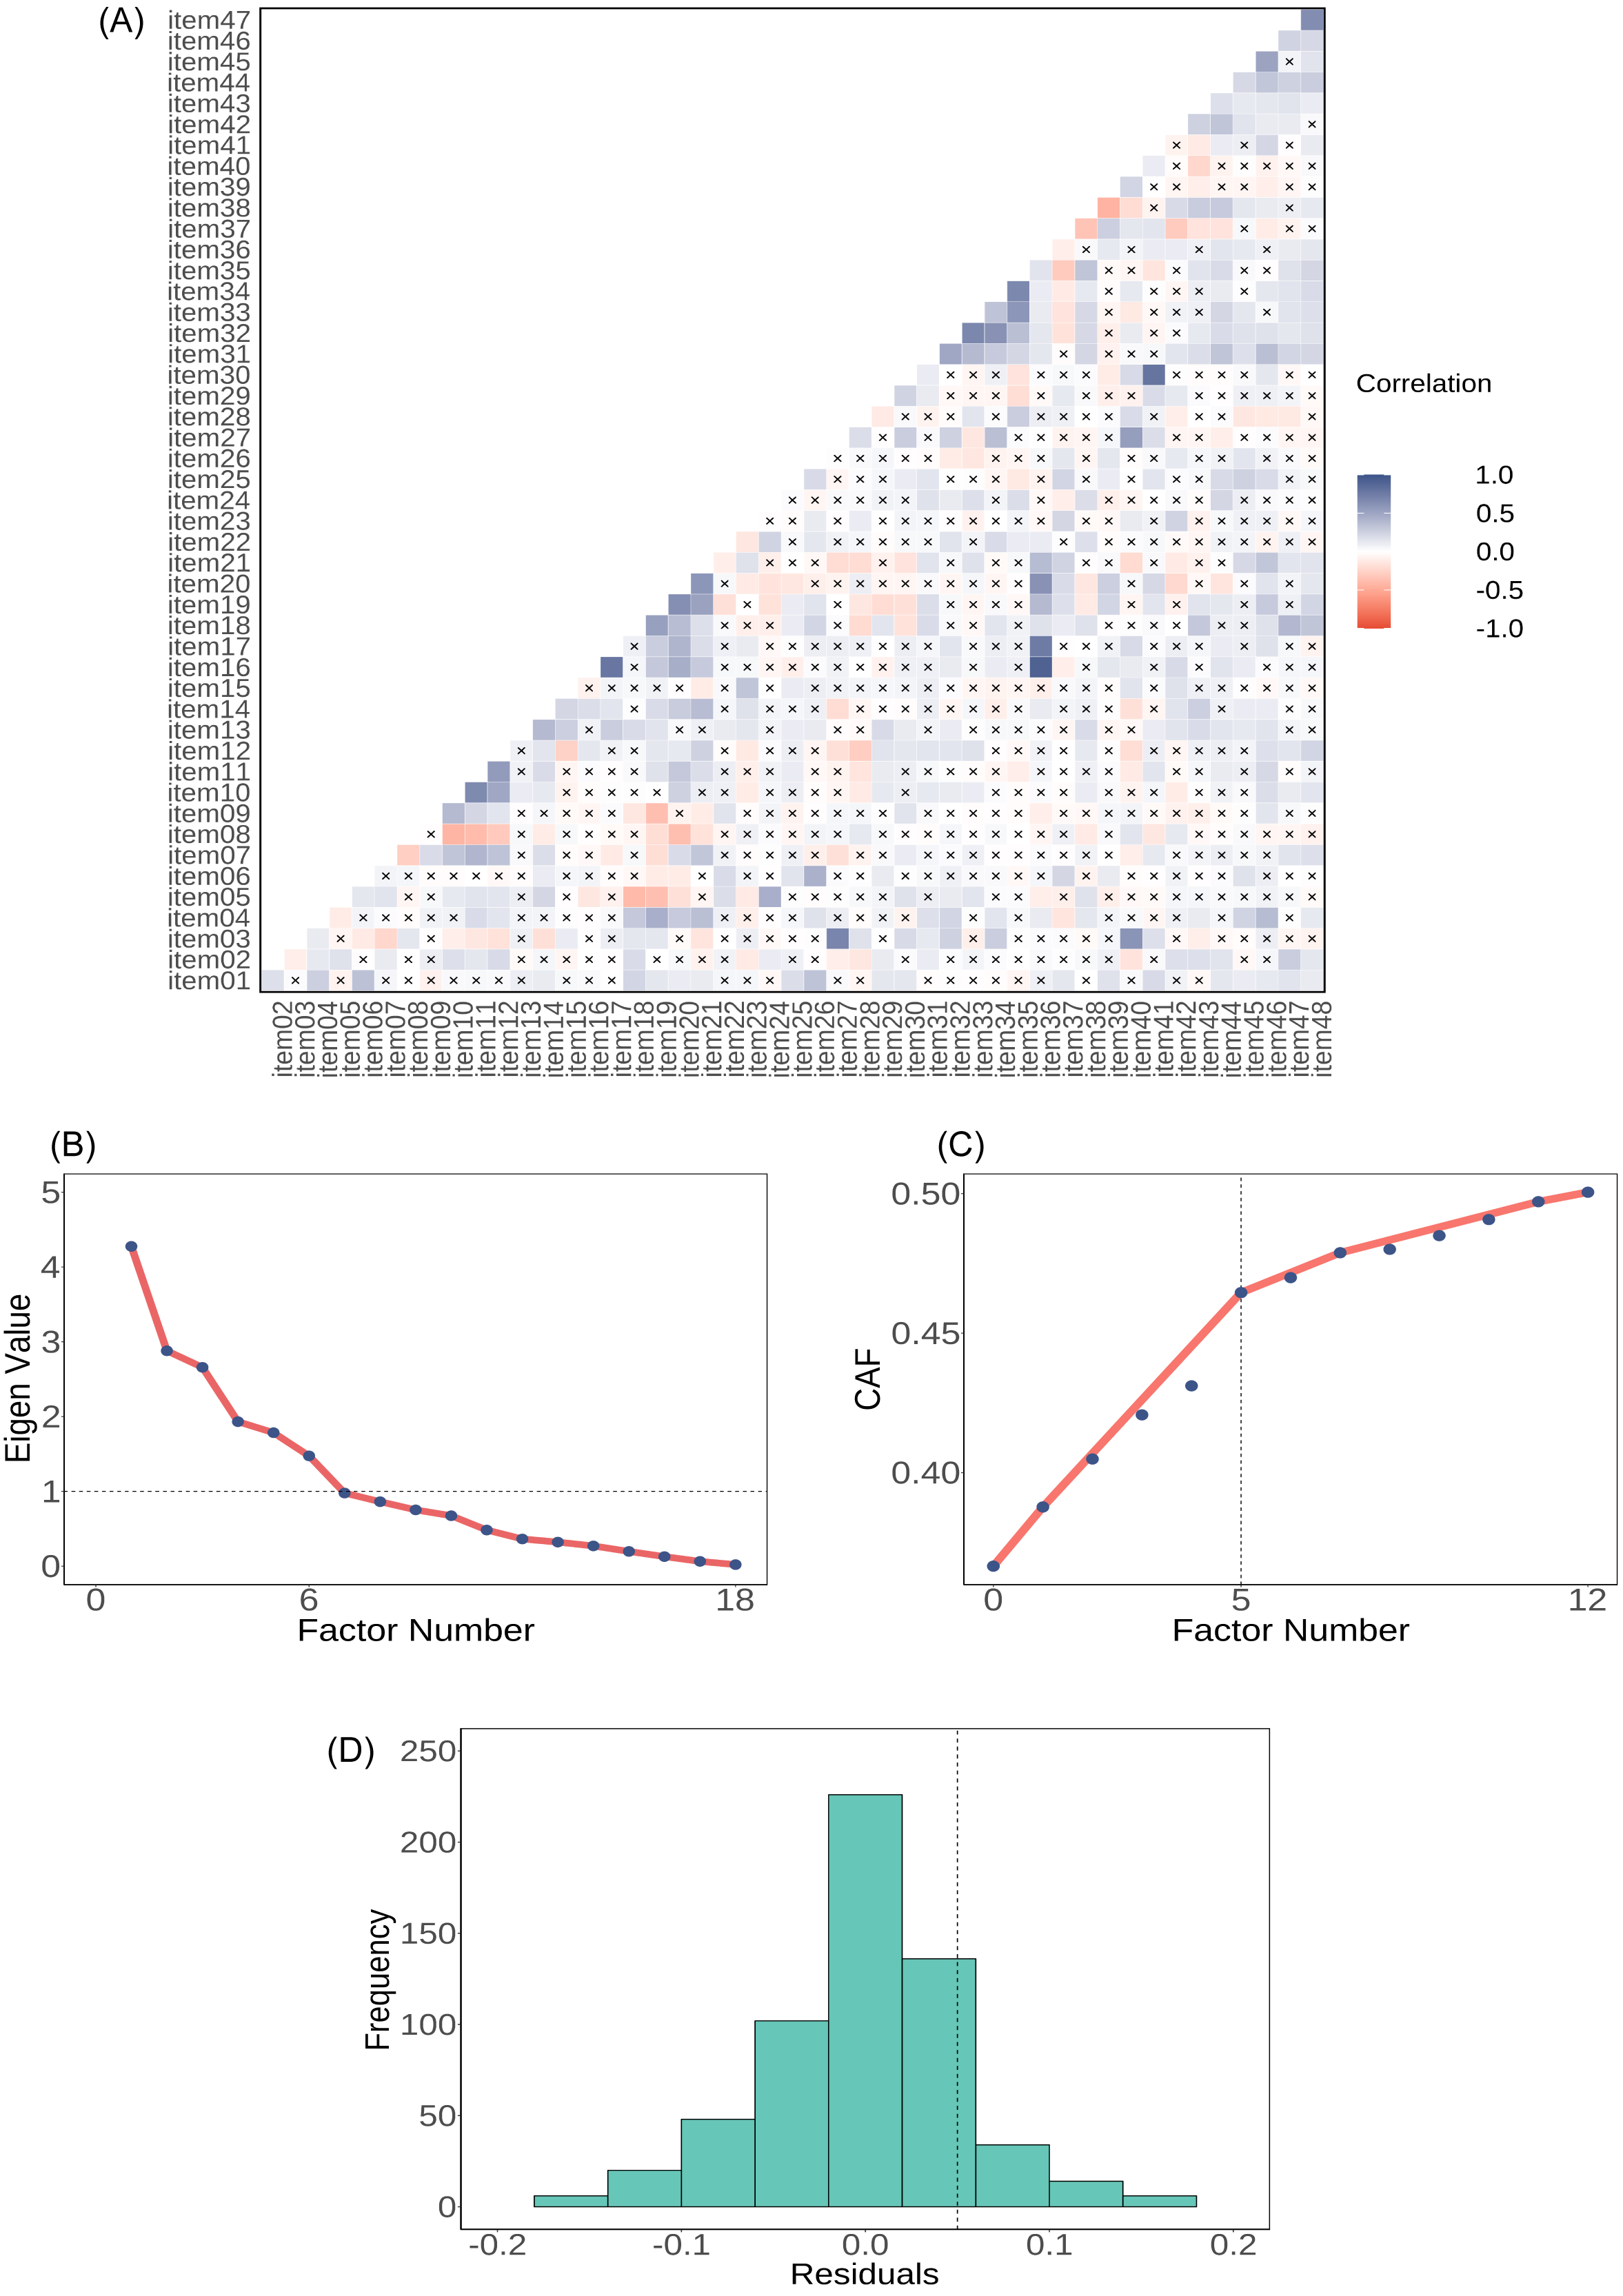 (A)
item47
item46
item45
item44
item43
item42
item41
item40
item39
item38
item37
item36
item35
item34
item33
item32
item31
item30
item29
item28
item27
item26
item25
item24
item23
item22
item21
item20
item19
item18
item17
item16
item15
item14
item13
item12
item11
item10
item09
item08
item07
item06
item05
item04
item03
item02
item01
item02
item03
item04
item05
item06
item07
item08
item09
item10
item11
item12
item13
item14
item15
item16
item17
item18
item19
item20
item21
item22
item23
item24
item25
item26
item27
item28
item29
item30
item31
item32
item33
item34
item35
item36
item37
item38
item39
item40
item41
item42
item43
item44
item45
item46
item47
item48
Correlation
1.0
0.5
0.0
-0.5
-1.0
(B)
5
4
3
2
1
0
Eigen Value
0 6 18
Factor Number
(C)
0.50
0.45
0.40
CAF
0 5 12
Factor Number
(D)
250
200
150
100
50
0
Frequency
-0.2 -0.1 0.0 0.1 0.2
Residuals